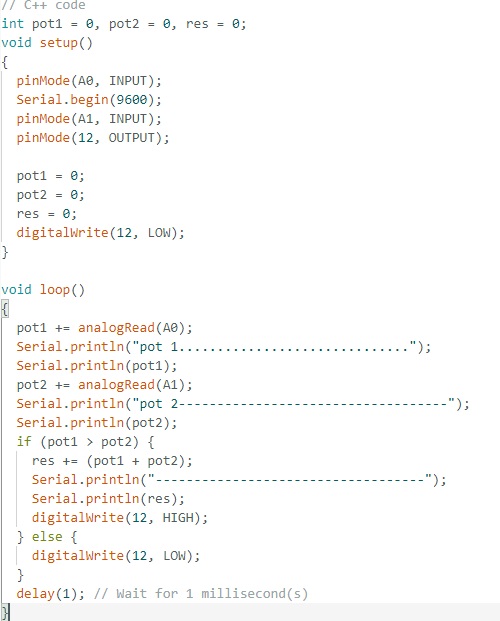 // C++ code
int pot1 = 0, pot2 = 0, res = 0;
void setup()
{
  pinMode(A0, INPUT);
  Serial.begin(9600);
  pinMode(A1, INPUT);
  pinMode(12, OUTPUT);

  pot1 = 0;
  pot2 = 0;
  res = 0;
  digitalWrite(12, LOW);
}

void loop()
{
  pot1 += analogRead(A0);
  Serial.println("pot 1..............................");
  Serial.println(pot1);
  pot2 += analogRead(A1);
  Serial.println("pot 2-----------------------------------");
  Serial.println(pot2);
  if (pot1 > pot2) {
    res += (pot1 + pot2);
    Serial.println("-----------------------------------");
    Serial.println(res);
    digitalWrite(12, HIGH);
  } else {
    digitalWrite(12, LOW);
  }
  delay(1); // Wait for 1 millisecond(s)
}